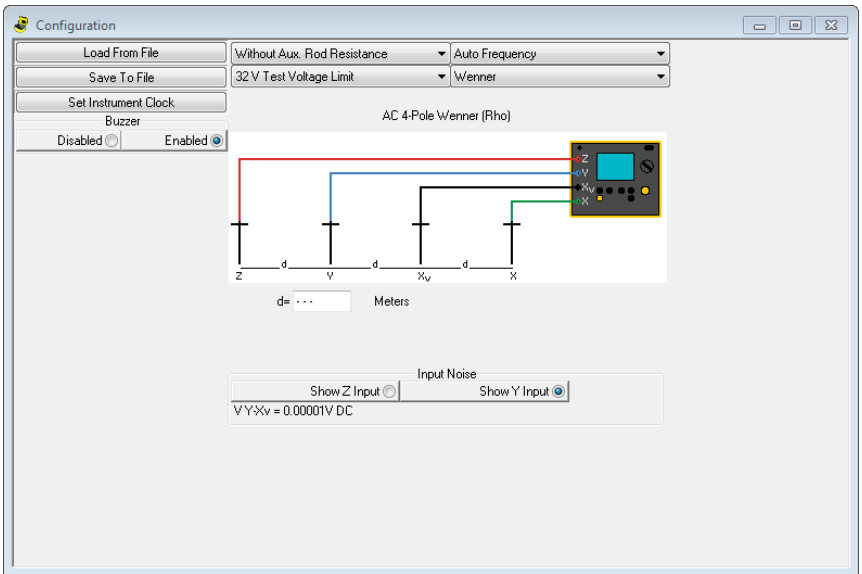 Configuration
Load From File
Without Aux. Rod Resistance
Auto Frequency
Save To File
32 V Test Voltage Limit
Wenner
Set Instrument Clock
Buzzer
Disabled
Enabled
AC 4-Pole Wenner (Rho)
Z
Y
Xv
X
d
d
d
Z
Y
Xv
X
d= ---
Meters
Input Noise
Show Z Input
Show Y Input
V Y-Xv = 0.00001V DC